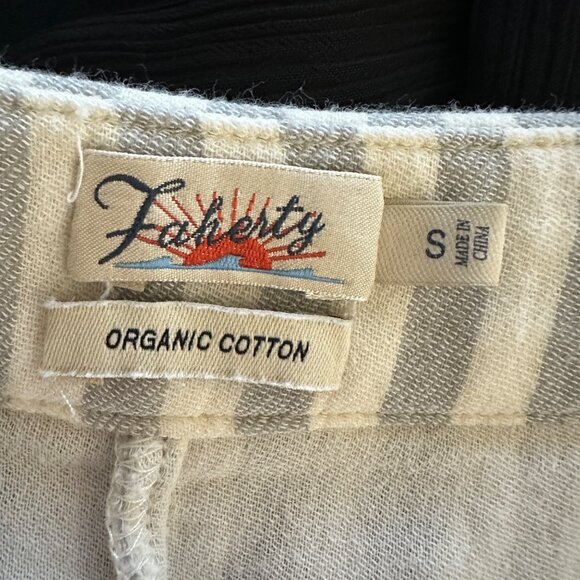 Faherty
ORGANIC COTTON
S
MADE IN
CHINA